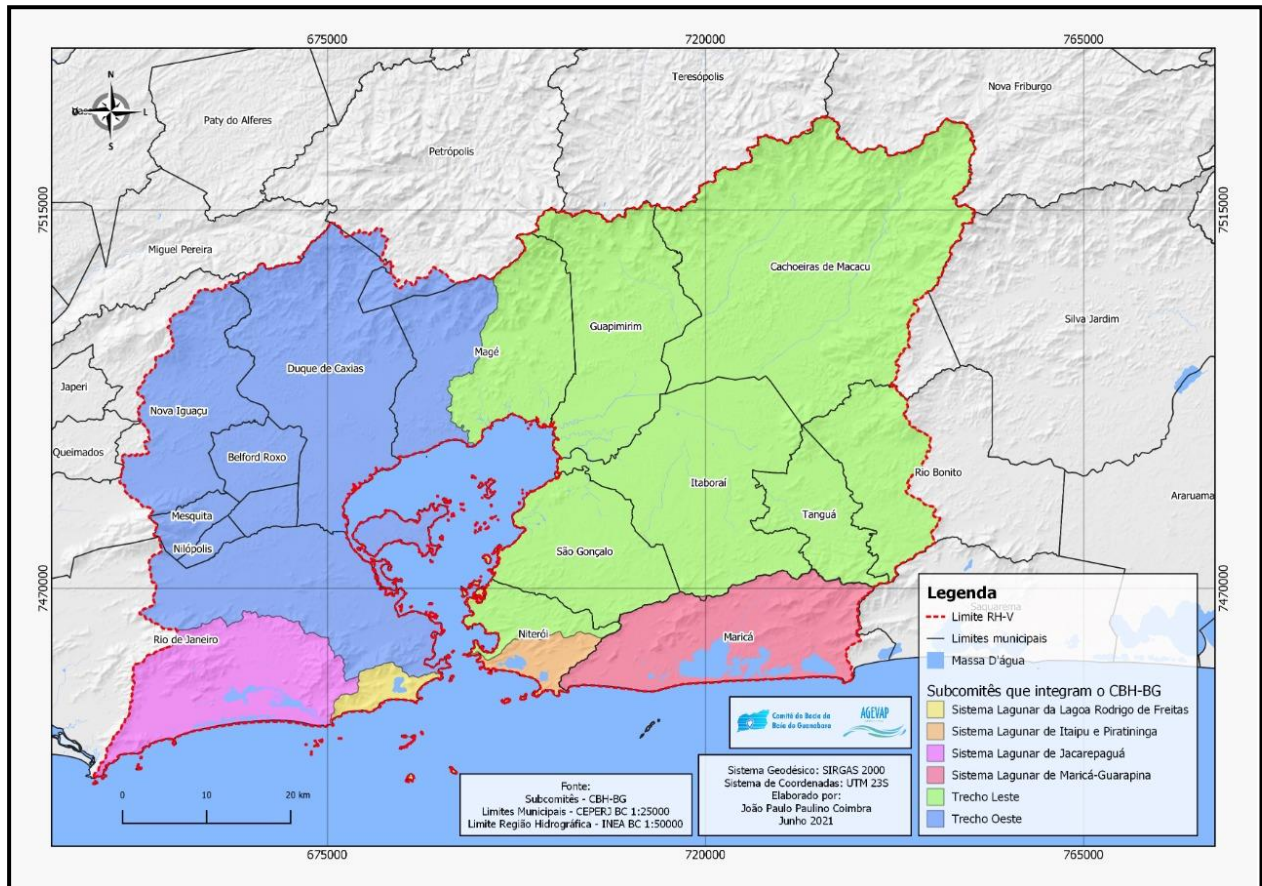 675000
720000
765000
Teresópolis
Nova Friburgo
N
L
S
Paty do Alferes
Petrópolis
7515000
7515000
Miguel Pereira
Cachoeiras de Macacu
Silva Jardim
Guapimirim
Magé
Duque de Caxias
Japeri
Nova Iguaçu
Queimados
Belford Roxo
Rio Bonito
Itaboraí
Araruama
Mesquita
Tanguá
Nilópolis
São Gonçalo
7470000
7470000
Rio de Janeiro
Niterói
Maricá
Saquarema
Legenda
Limite RH-V
Limites municipais
Massa D'água
Subcomitês que integram o CBH-BG
Sistema Lagunar da Lagoa Rodrigo de Freitas
Sistema Lagunar de Itaipu e Piratininga
Sistema Lagunar de Jacarepaguá
Sistema Lagunar de Maricá-Guarapina
Trecho Leste
Trecho Oeste
Comitê da Bacia da
Baía de Guanabara
AGEVAP
Sistema Geodésico: SIRGAS 2000
Sistema de Coordenadas: UTM 23S
Elaborado por:
João Paulo Paulino Coimbra
Junho 2021
Fonte:
Subcomitês - CBH-BG
Limites Municipais - CEPERJ BC 1:25000
Limite Região Hidrográfica - INEA BC 1:50000
0 10 20 km
675000
720000
765000